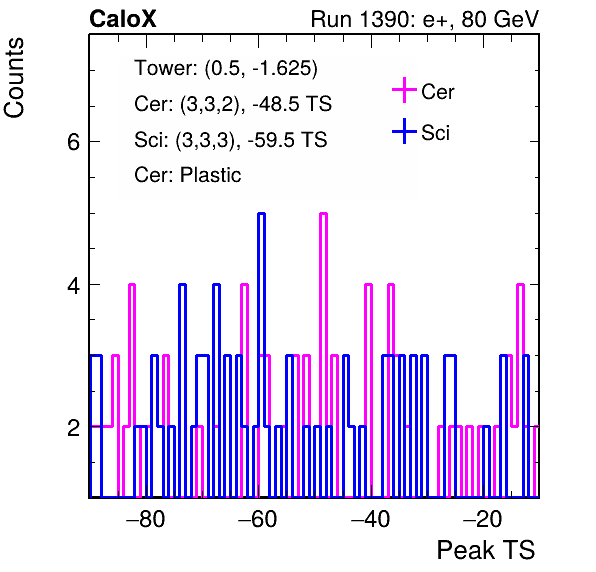 CaloX Run 1390: e+, 80 GeV
Counts
Tower: (0.5, -1.625)
Cer: (3,3,2), -48.5 TS
Sci: (3,3,3), -59.5 TS
Cer: Plastic
Cer
Sci
6
4
2
−80 −60 −40 −20
Peak TS